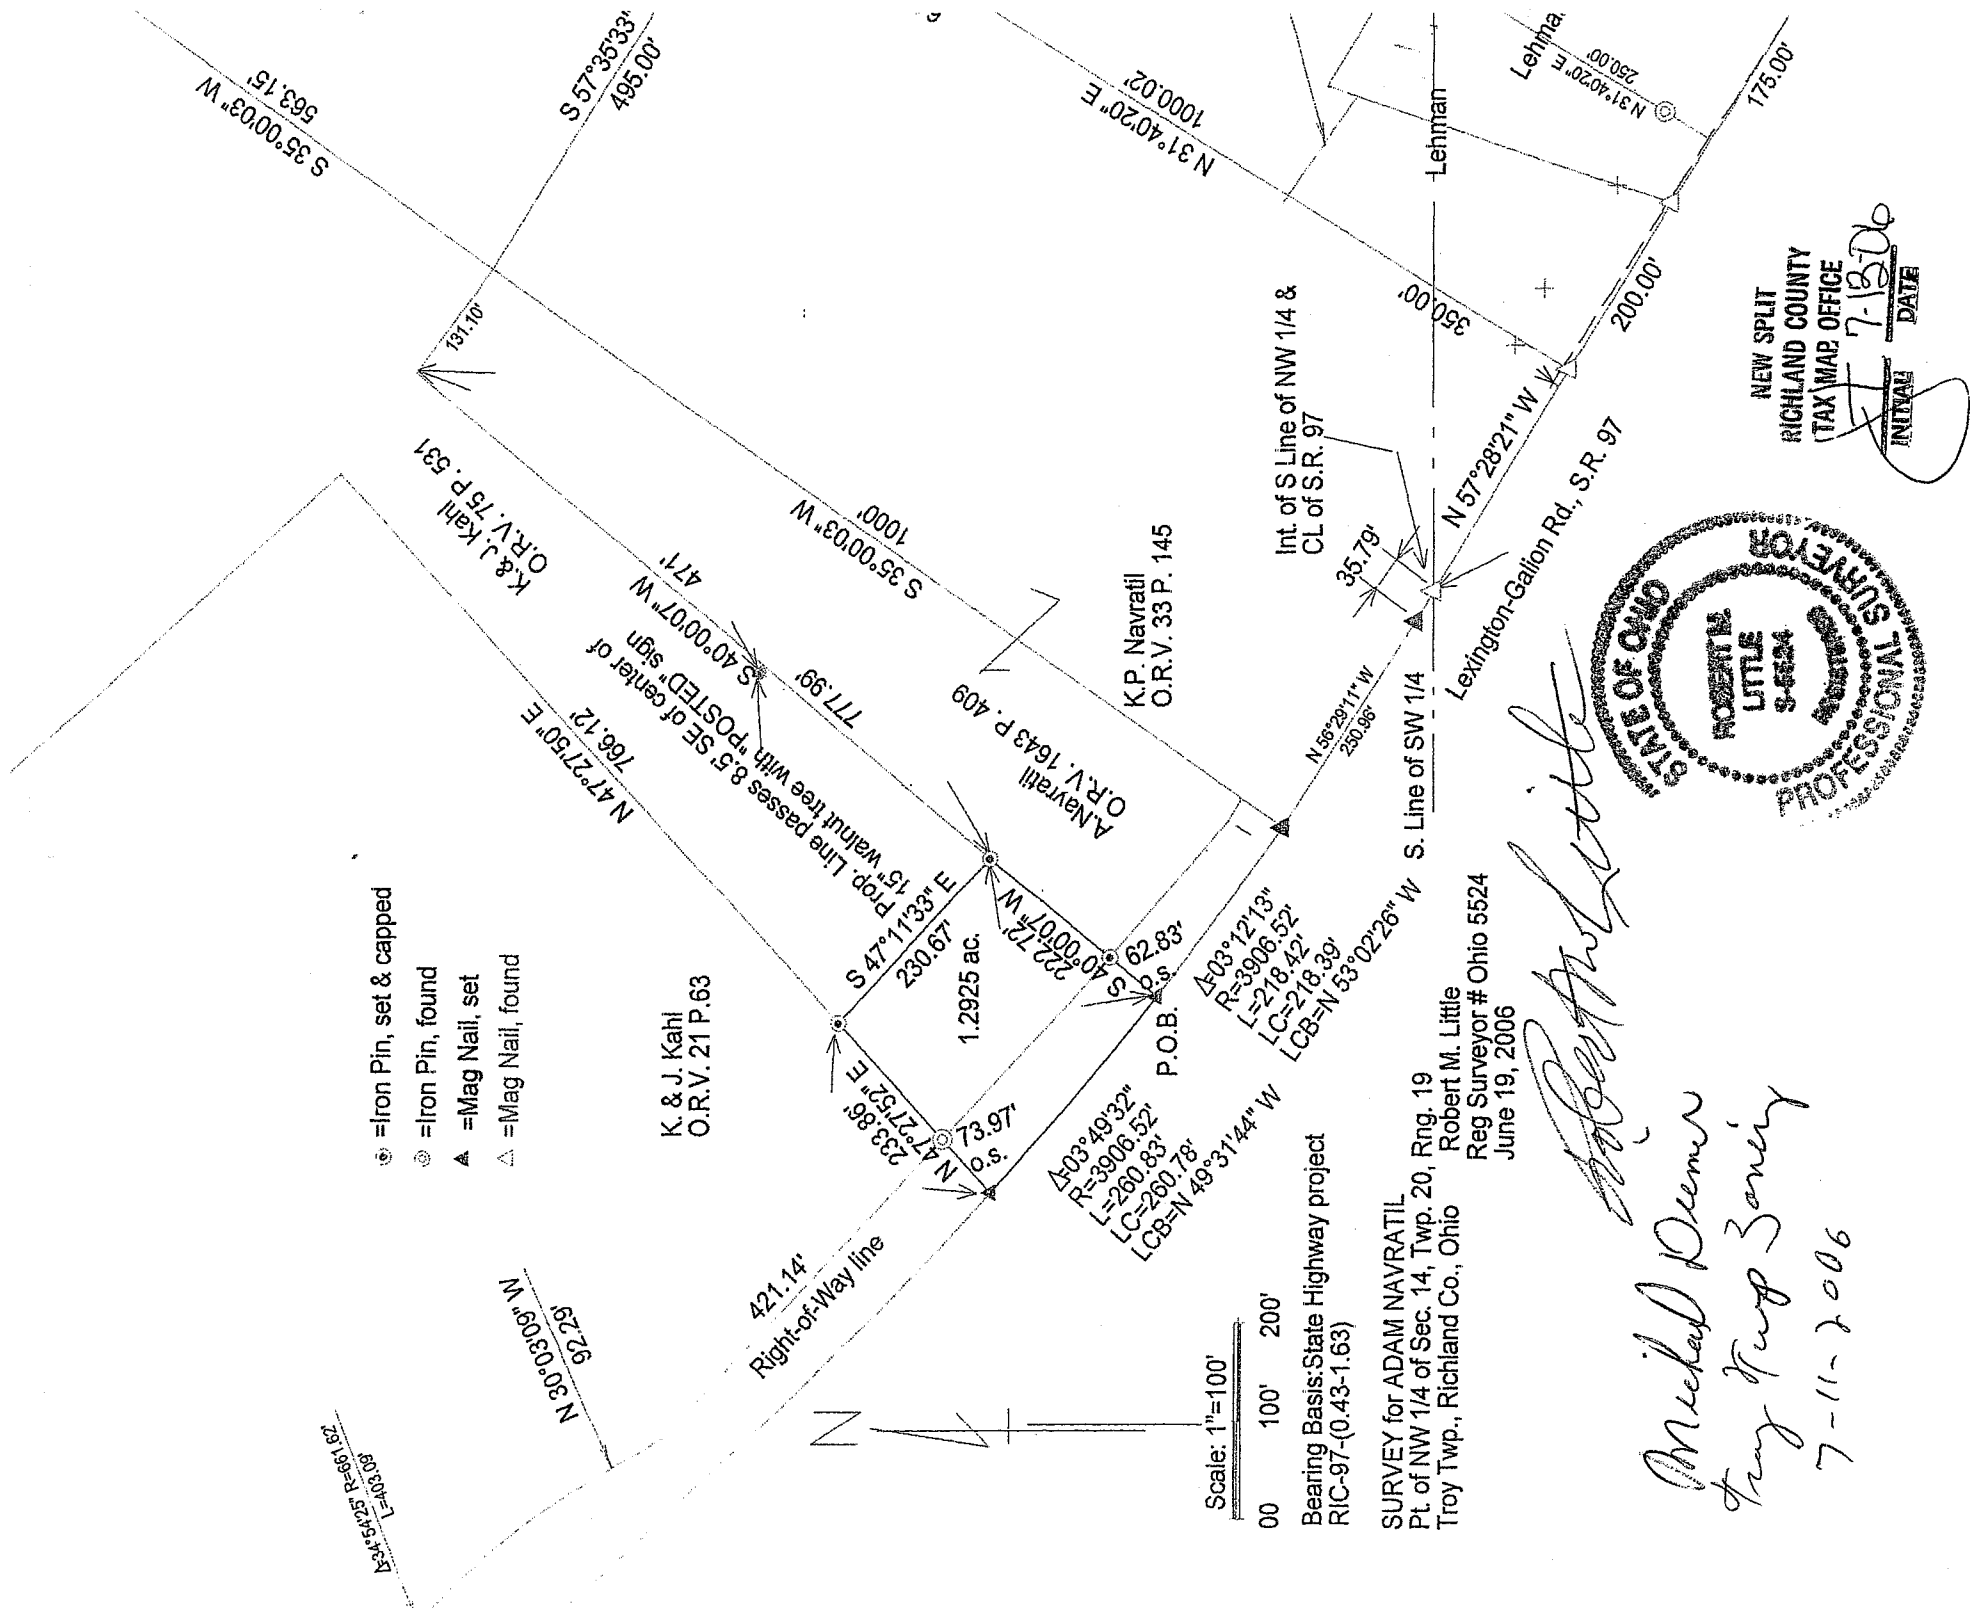 Δ=34°54'25" R=661.62'
L=403.09'
N 30°03'09" W
92.29'
S 35°00'03" W
563.15'
S 57°35'33"
495.00'
131.10'
=Iron Pin, set & capped
=Iron Pin, found
=Mag Nail, set
=Mag Nail, found
K. & J. Kahl
O.R.V. 21 P.63
K.& J. Kahl
O.R.V. 75 P. 531
N 47°27'50" E
766.12'
S 40°00'07" W
471'
777.99'
Prop. Line passes 8.5' SE of center of
15" walnut tree with "POSTED" sign
S 35°00'03" W
1000'
N 31°40'20" E
1000.02'
A.Navratil
O.R.V. 1643 P. 409
K.P. Navratil
O.R.V. 33 P. 145
S 47°11'33" E
230.67'
1.2925 ac.
N 47°27'52" E
233.86'
73.97'
o.s.
222.72'
S 40°00'07" W
62.83'
o.s.
P.O.B.
421.14'
Right-of-Way line
Δ=03°49'32"
R=3906.52'
L=260.83'
LC=260.78'
LCB=N 49°31'44" W
Δ=03°12'13"
R=3906.52'
L=218.42'
LC=218.39'
LCB=N 53°02'26" W
N 56°29'11" W
250.96'
35.79'
Int. of S Line of NW 1/4 &
CL of S.R. 97
S. Line of SW 1/4
Lehman
Lehma
N 31°40'20" E
250.00'
350.00'
N 57°28'21" W
200.00'
175.00'
Lexington-Galion Rd., S.R. 97
N
Scale: 1"=100'
00 100' 200'
Bearing Basis:State Highway project
RIC-97-(0.43-1.63)
SURVEY for ADAM NAVRATIL
Pt. of NW 1/4 of Sec. 14, Twp. 20, Rng. 19
Troy Twp., Richland Co., Ohio
Robert M. Little
Reg Surveyor # Ohio 5524
June 19, 2006
STATE OF OHIO
ROBERT M.
LITTLE
S-5524
REGISTERED
PROFESSIONAL SURVEYOR
NEW SPLIT
RICHLAND COUNTY
TAX MAP OFFICE
7-13-06
INITIAL DATE
Troy Twp Zoning
7-11-2006